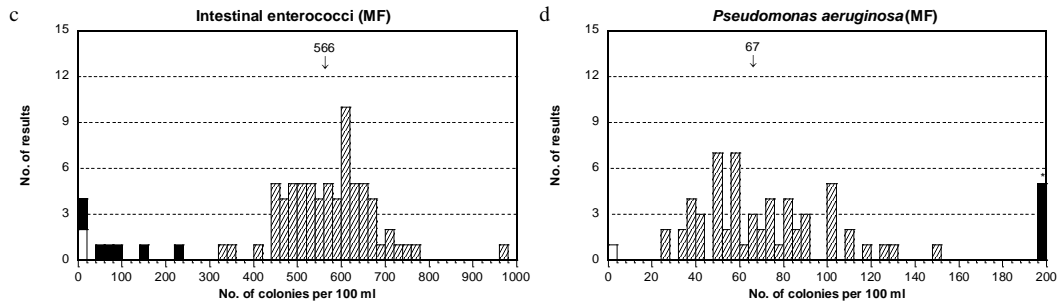 c
Intestinal enterococci (MF)
No. of results
15
12
9
6
3
0
566
↓
0 100 200 300 400 500 600 700 800 900 1000
No. of colonies per 100 ml
d
Pseudomonas aeruginosa(MF)
No. of results
15
12
9
6
3
0
67
↓
*
0 20 40 60 80 100 120 140 160 180 200
No. of colonies per 100 ml